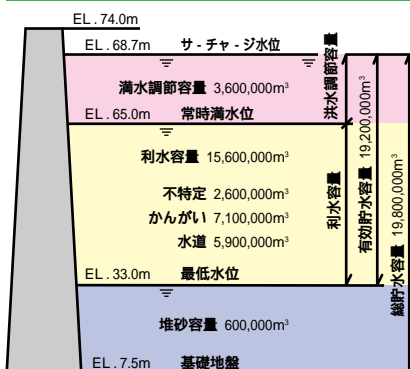 EL.74.0m
EL.68.7m サ-チャ-ジ水位
満水調節容量 3,600,000m³
EL.65.0m 常時満水位
利水容量 15,600,000m³
不特定 2,600,000m³
かんがい 7,100,000m³
水道 5,900,000m³
EL.33.0m 最低水位
堆砂容量 600,000m³
EL.7.5m 基礎地盤
洪水調節容量
利水容量
有効貯水容量 19,200,000m³
総貯水容量 19,800,000m³